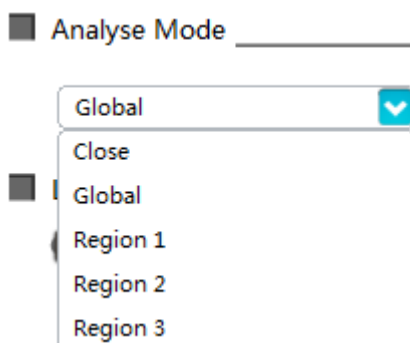 Analyse Mode
Global
Close
Global
Region 1
Region 2
Region 3